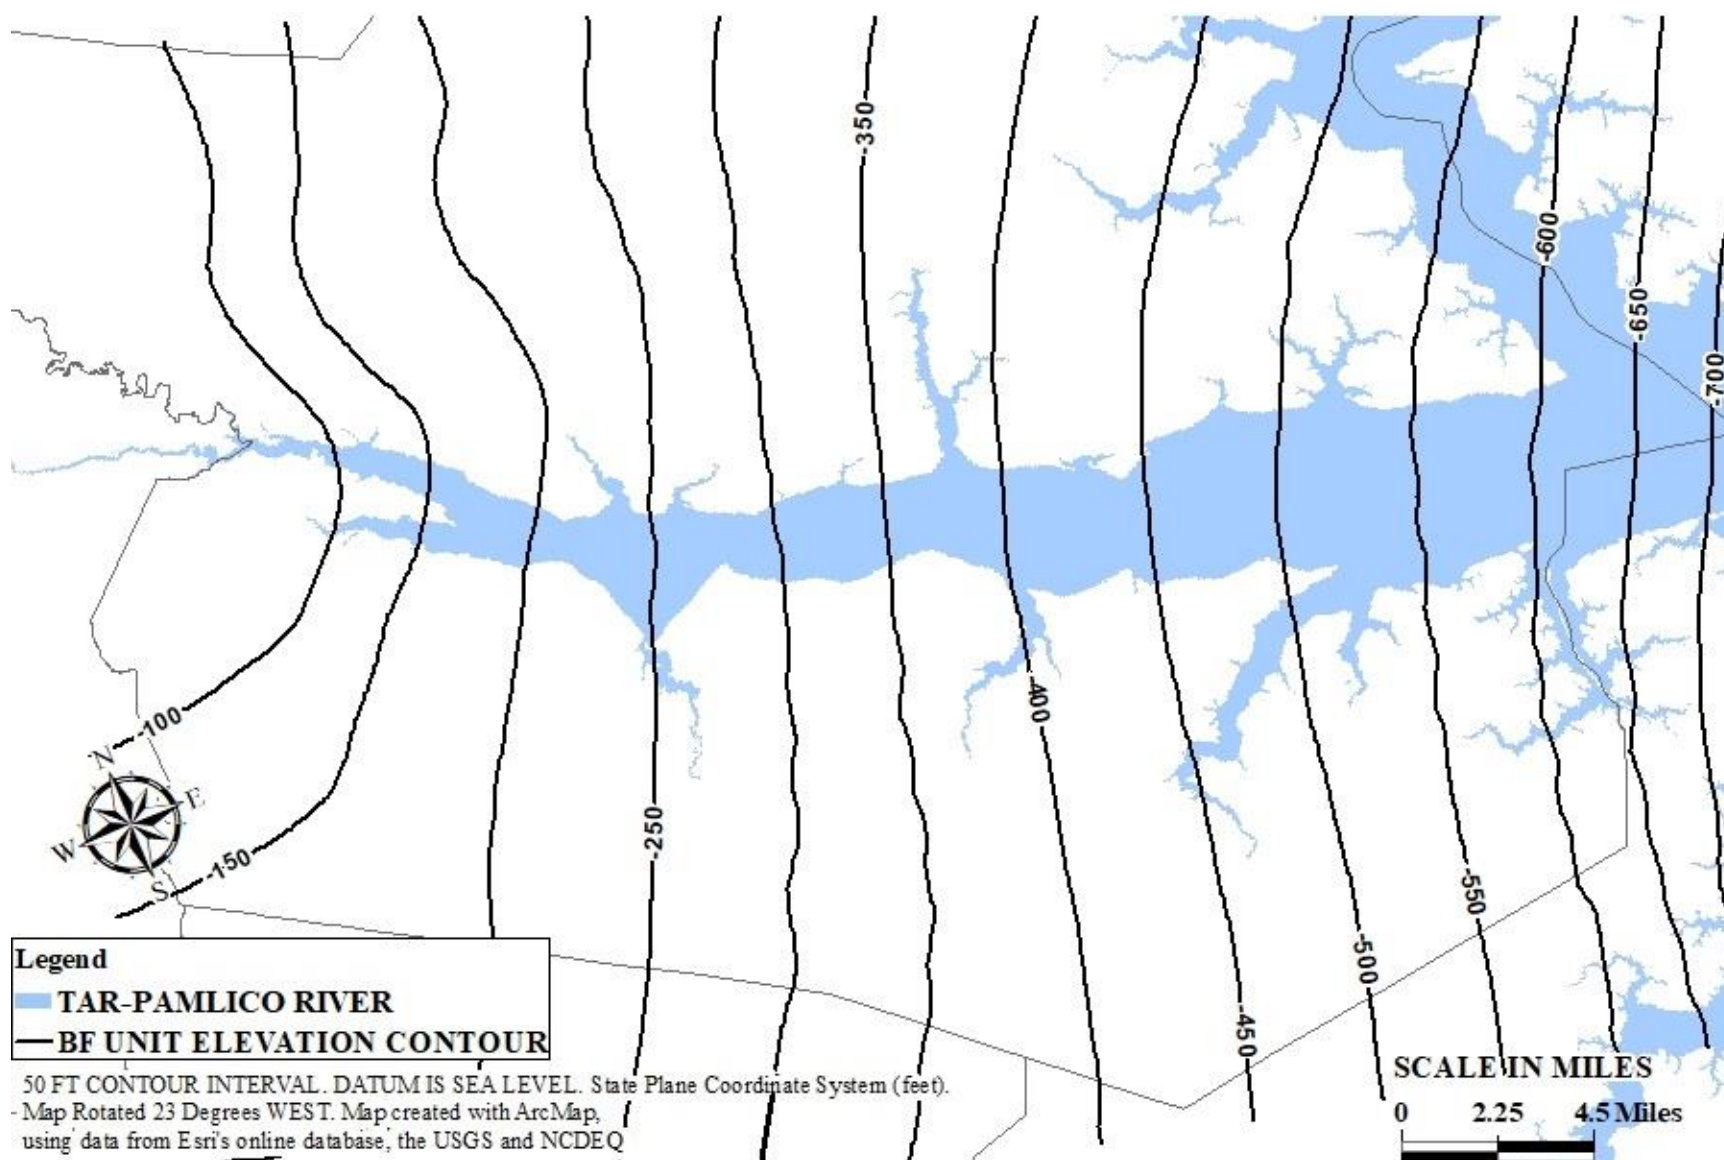 -350
-600
-650
-700
-400
-100
N
E
W
S
-150
-250
-550
-500
-450
Legend
TAR-PAMLICO RIVER
BF UNIT ELEVATION CONTOUR
50 FT CONTOUR INTERVAL. DATUM IS SEA LEVEL. State Plane Coordinate System (feet).
Map Rotated 23 Degrees WEST. Map created with ArcMap,
using data from Esri's online database, the USGS and NCDEQ
SCALE IN MILES
0 2.25 4.5 Miles